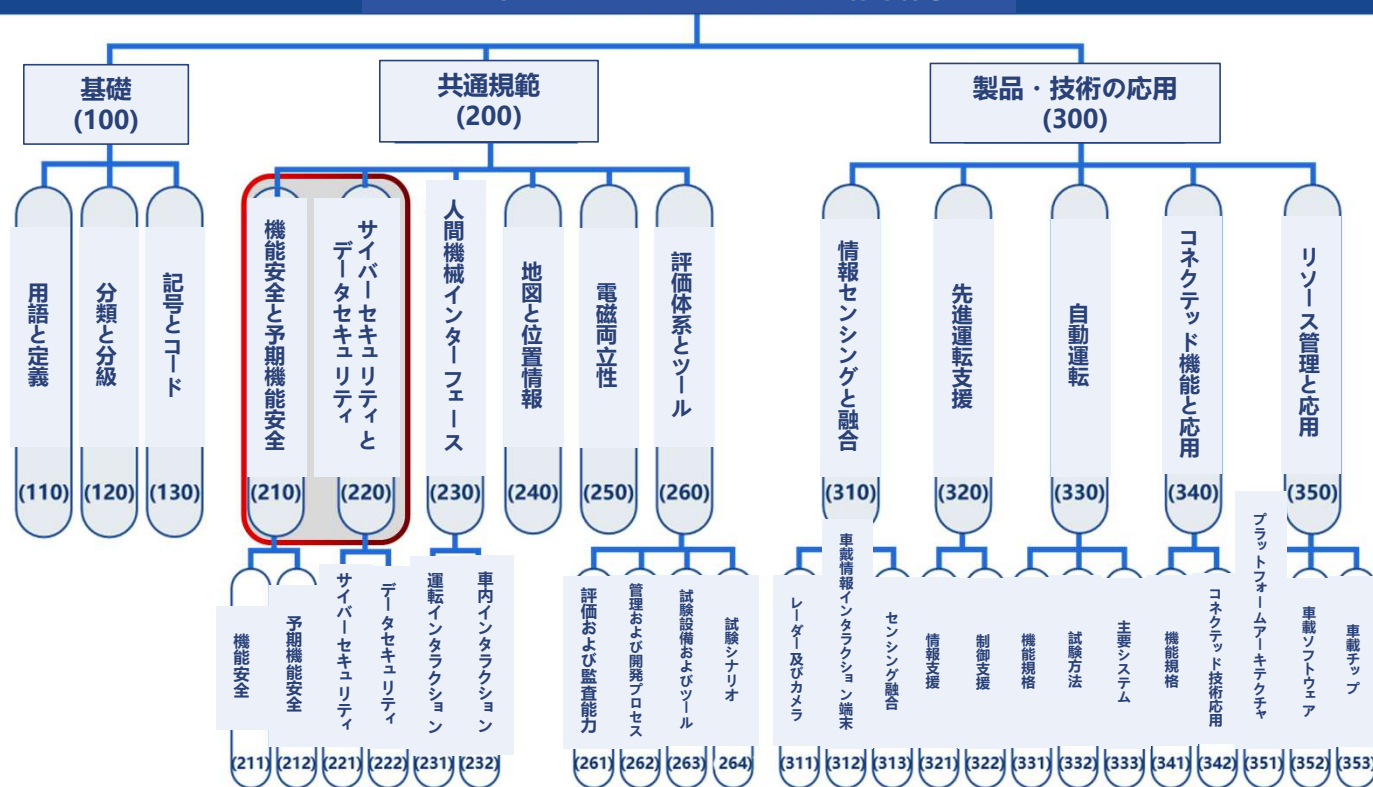 基礎
(100)
共通規範
(200)
製品・技術の応用
(300)
用語と定義
(110)
分類と分級
(120)
記号とコード
(130)
機能安全と予期機能安全
(210)
サイバーセキュリティと
データセキュリティ
(220)
人間機械インターフェース
(230)
地図と位置情報
(240)
電磁両立性
(250)
評価体系とツール
(260)
情報センシングと融合
(310)
先進運転支援
(320)
自動運転
(330)
コネクテッド機能と応用
(340)
リソース管理と応用
(350)
機能安全
(211)
予期機能安全
(212)
サイバーセキュリティ
(221)
データセキュリティ
(222)
運転インタラクション
(231)
車内インタラクション
(232)
評価および監査能力
(261)
管理および開発プロセス
(262)
試験設備およびツール
(263)
試験シナリオ
264)
レーダー及びカメラ
(311)
車載情報インタラクション端末
(312)
センシング融合
(313)
情報支援
(321)
制御支援
(322)
機能規格
(331)
試験方法
(332)
主要システム
(333)
機能規格
(341)
コネクテッド技術応用
(342)
プラットフォームアーキテクチャ
(351)
車載ソフトウェア
(352)
車載チップ
(353)